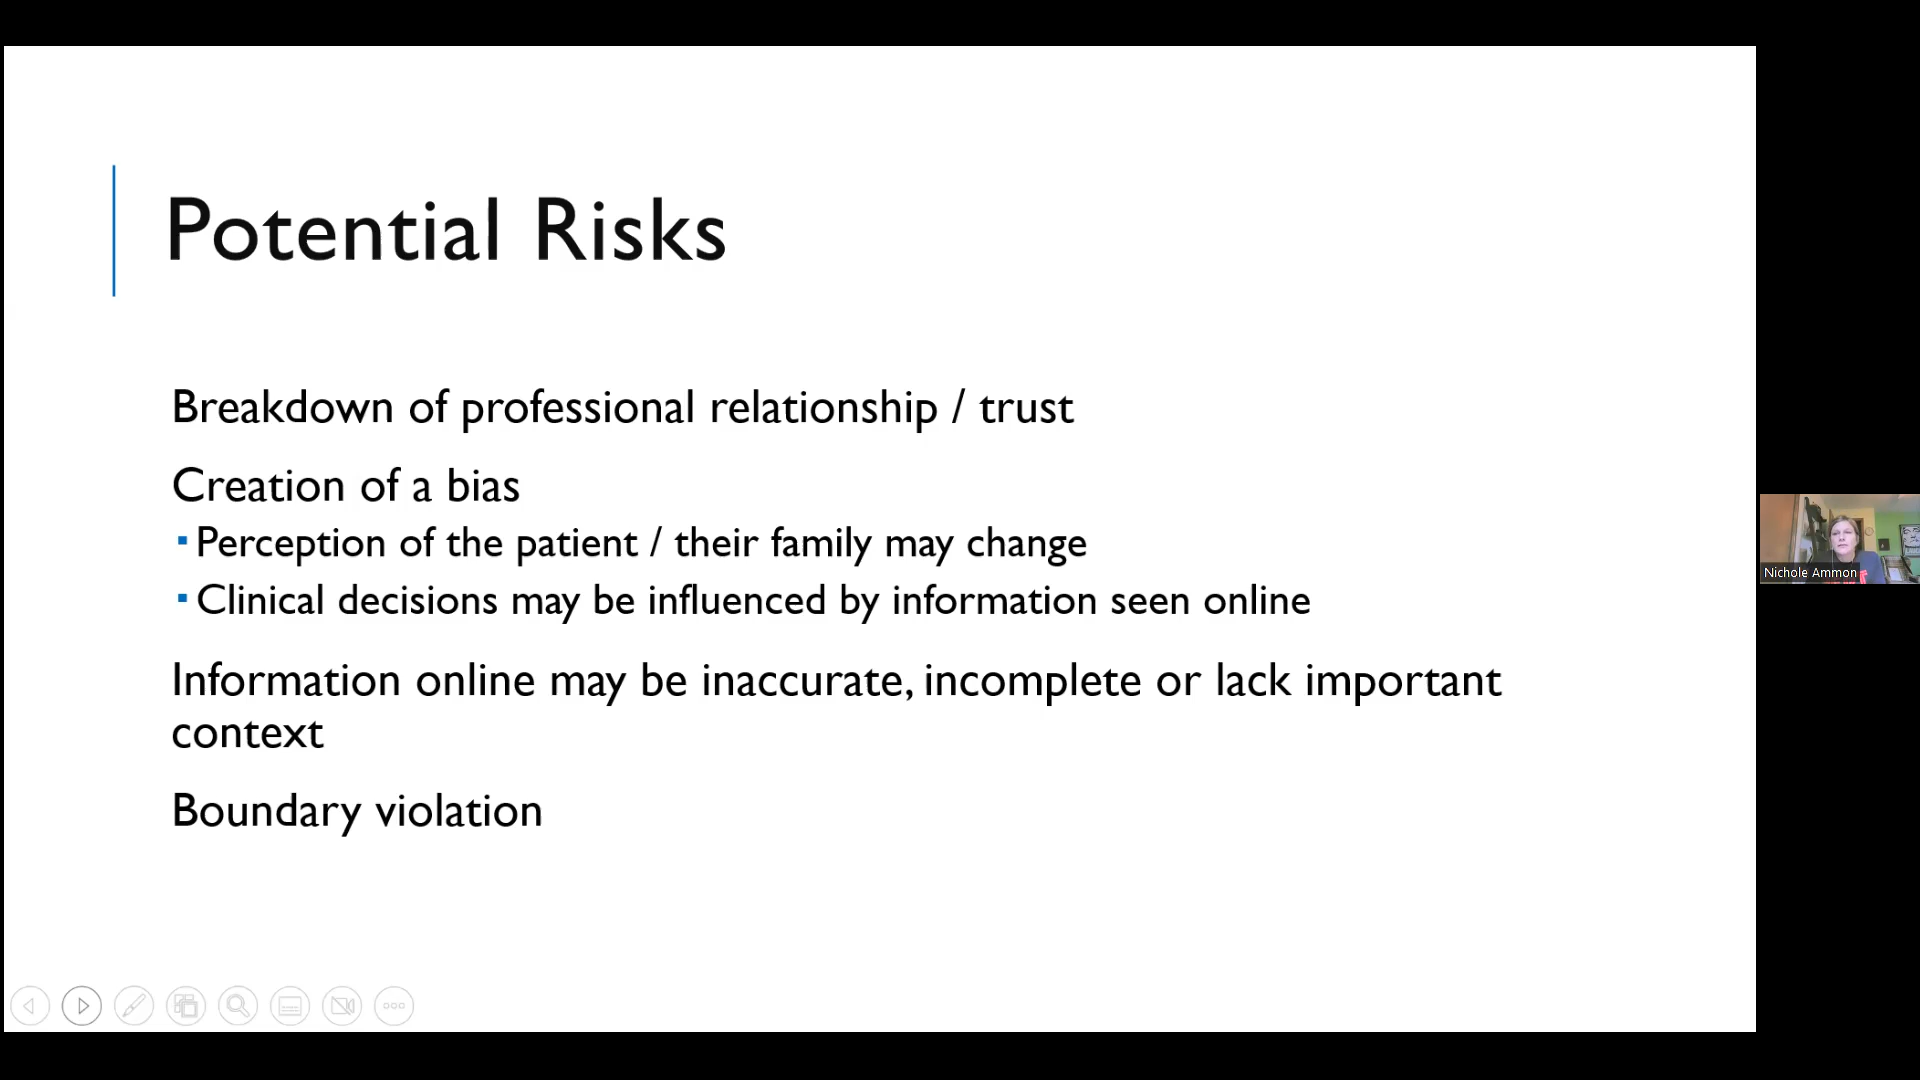 Potential Risks
Breakdown of professional relationship / trust
Creation of a bias
▪ Perception of the patient / their family may change
▪ Clinical decisions may be influenced by information seen online
Information online may be inaccurate, incomplete or lack important
context
Boundary violation
Nichole Ammon